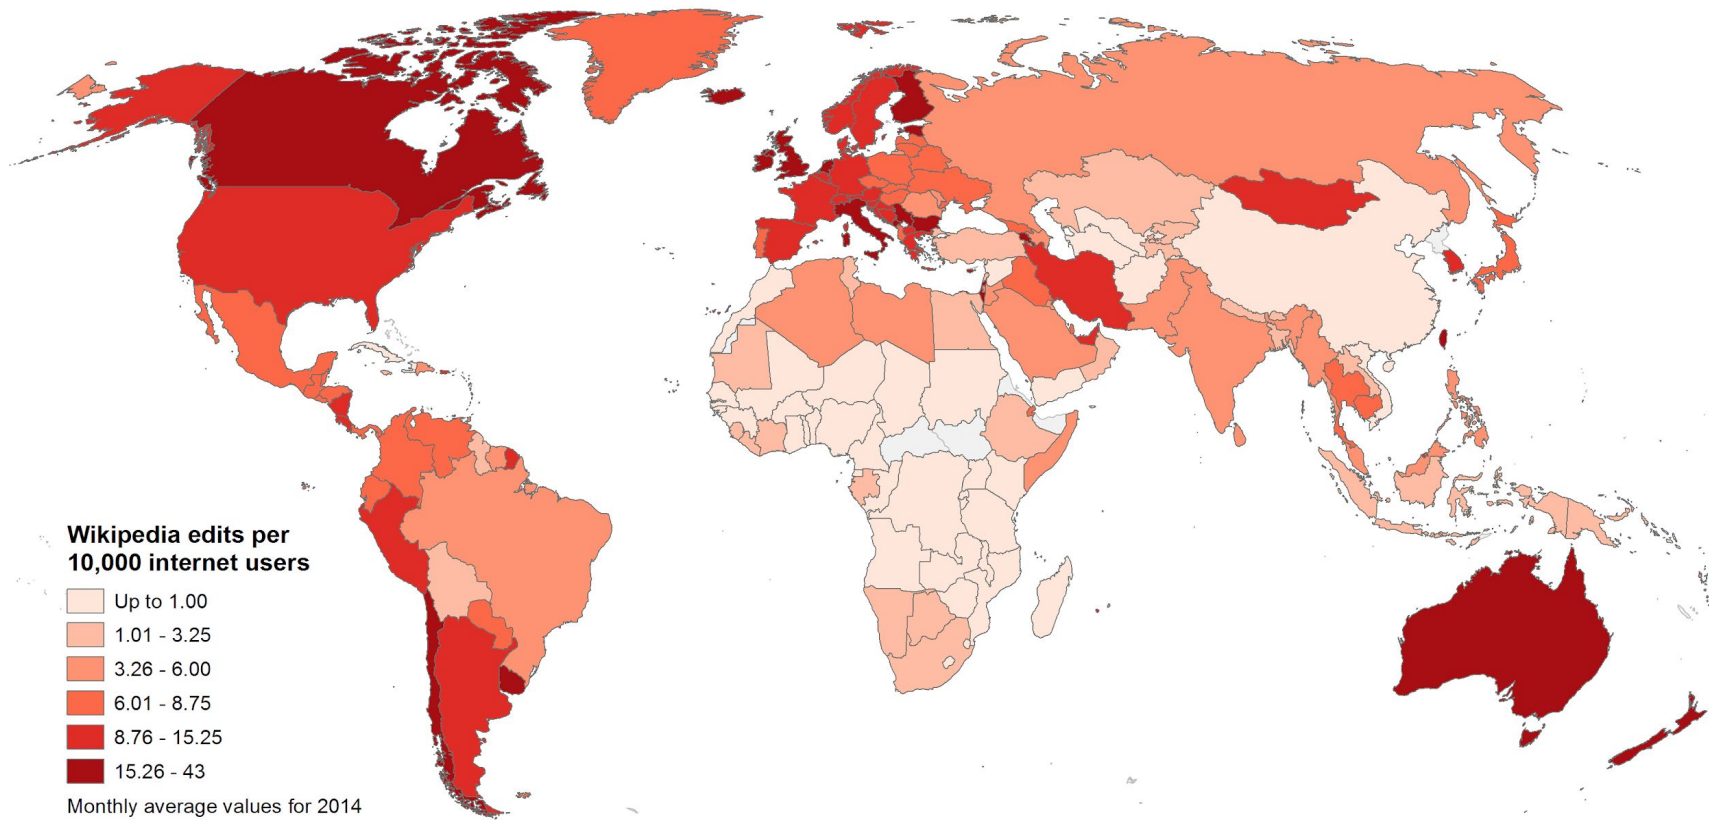 Wikipedia edits per
10,000 internet users
Up to 1.00
1.01 - 3.25
3.26 - 6.00
6.01 - 8.75
8.76 - 15.25
15.26 - 43
Monthly average values for 2014